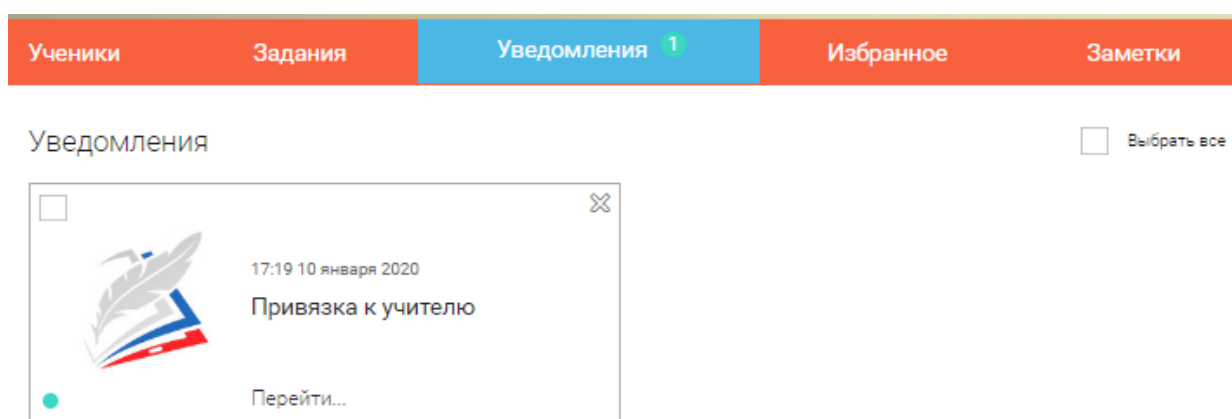 Ученики Задания Уведомления 1 Избранное Заметки
Уведомления Выбрать все
17:19 10 января 2020
Привязка к учителю
Перейти...